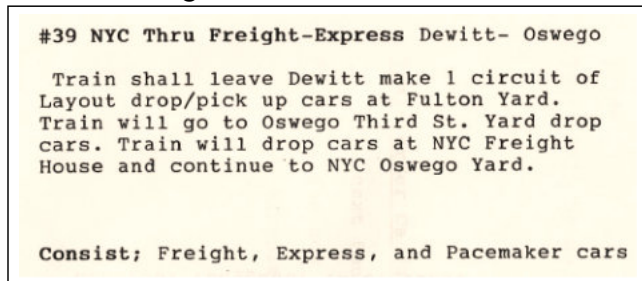 #39 NYC Thru Freight-Express Dewitt- Oswego
Train shall leave Dewitt make 1 circuit of
Layout drop/pick up cars at Fulton Yard.
Train will go to Oswego Third St. Yard drop
cars. Train will drop cars at NYC Freight
House and continue to NYC Oswego Yard.
Consist; Freight, Express, and Pacemaker cars